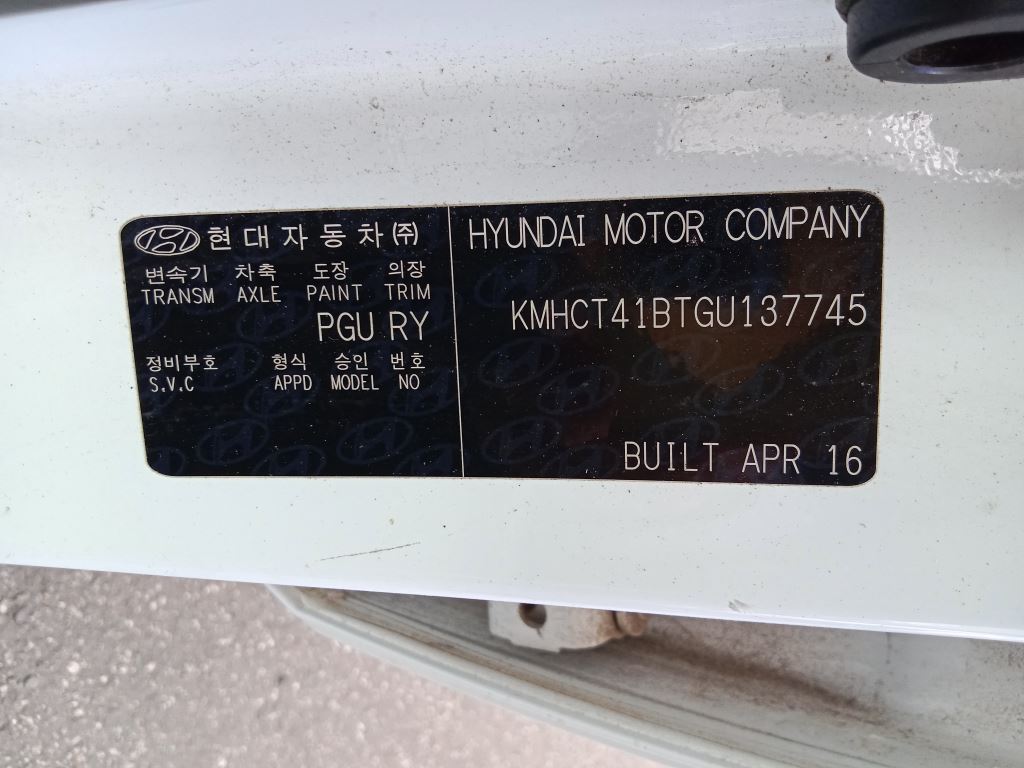 현대자동차㈜
변속기 차축 도장 의장
TRANSM AXLE PAINT TRIM
PGU RY
정비부호 형식 승인 번호
S.V.C APPD MODEL NO
HYUNDAI MOTOR COMPANY
KMHCT41BTGU137745
BUILT APR 16